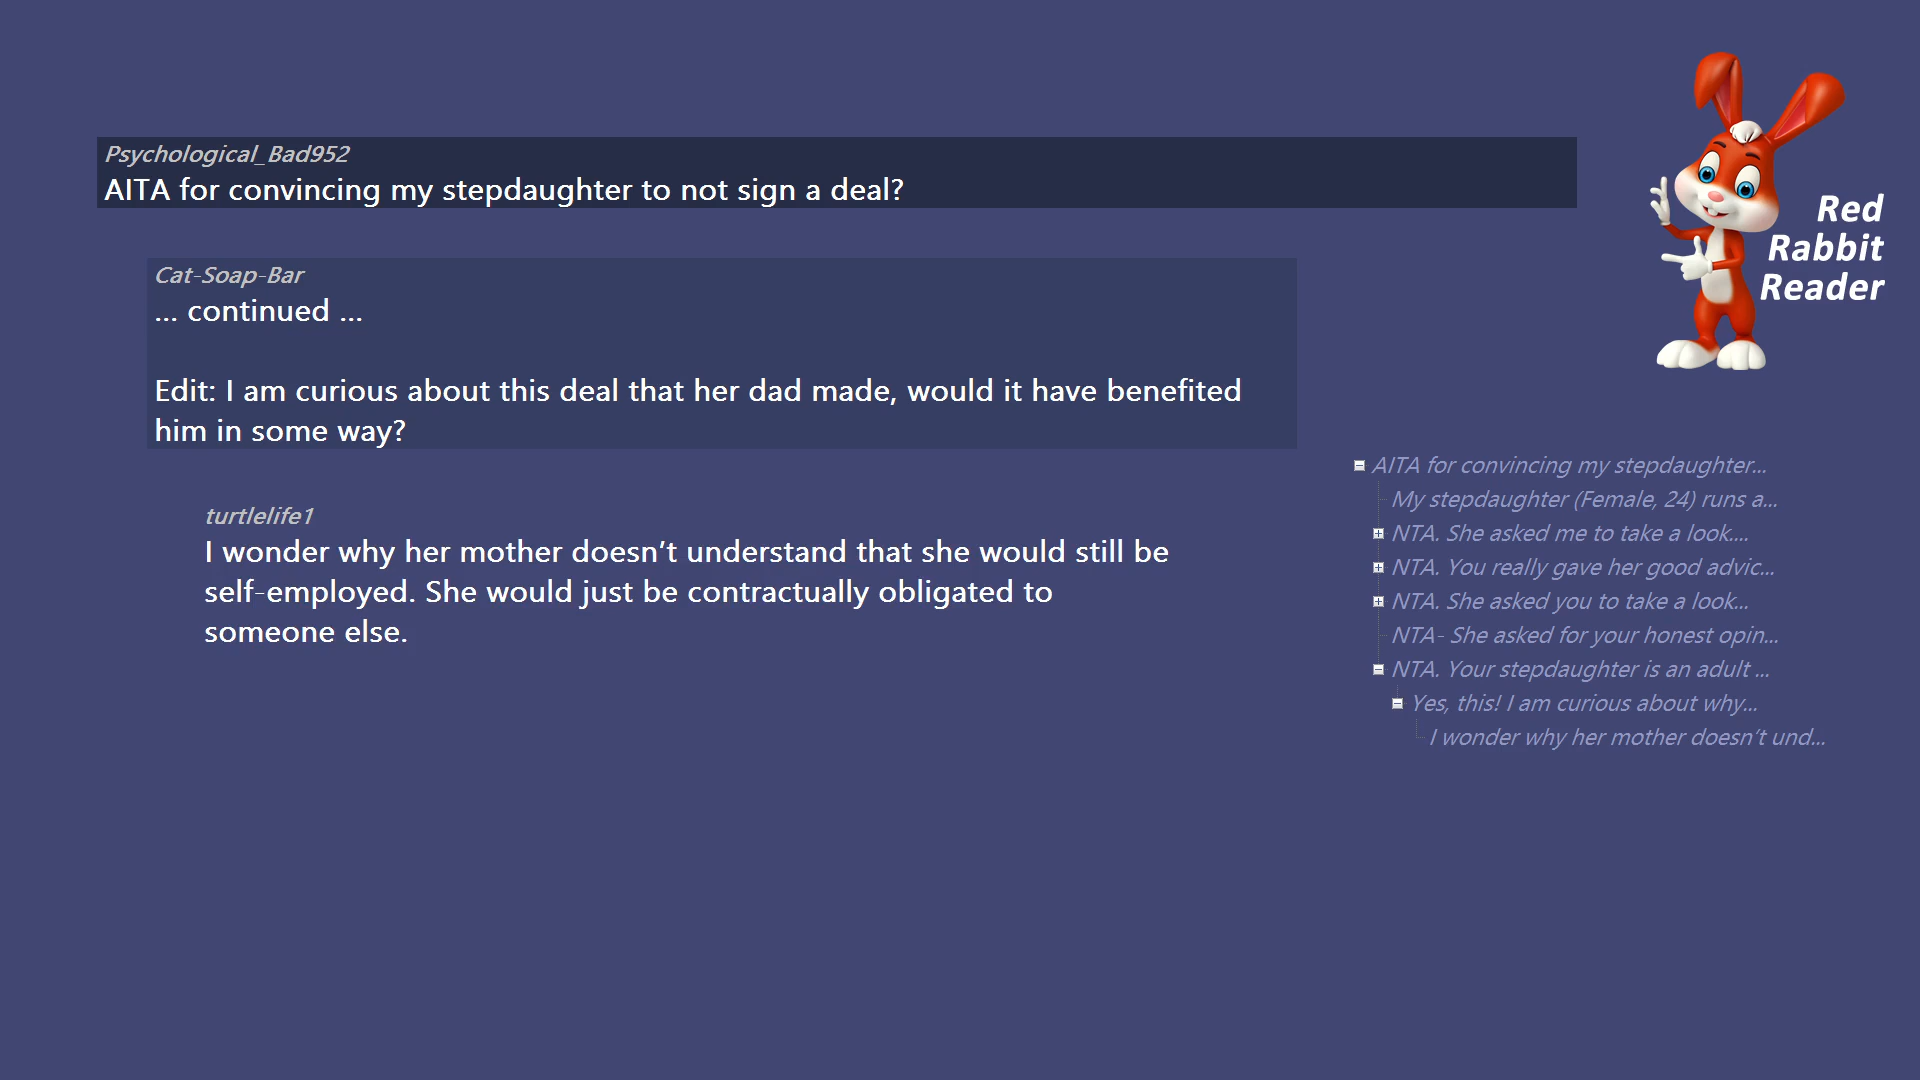 Psychological_Bad952
AITA for convincing my stepdaughter to not sign a deal?
Cat-Soap-Bar
... continued ...
Edit: I am curious about this deal that her dad made, would it have benefited
him in some way?
turtlelife1
I wonder why her mother doesn’t understand that she would still be
self-employed. She would just be contractually obligated to
someone else.
Red
Rabbit
Reader
AITA for convincing my stepdaughter...
My stepdaughter (Female, 24) runs a...
NTA. She asked me to take a look....
NTA. You really gave her good advic...
NTA. She asked you to take a look...
NTA- She asked for your honest opin...
NTA. Your stepdaughter is an adult ...
Yes, this! I am curious about why...
I wonder why her mother doesn’t und...